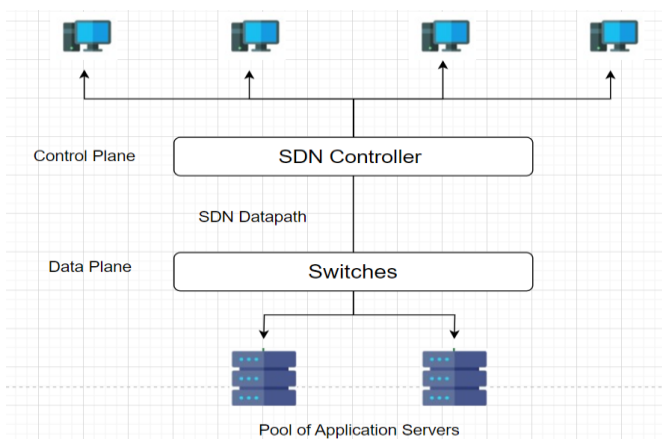 Control Plane
SDN Controller
SDN Datapath
Data Plane
Switches
Pool of Application Servers